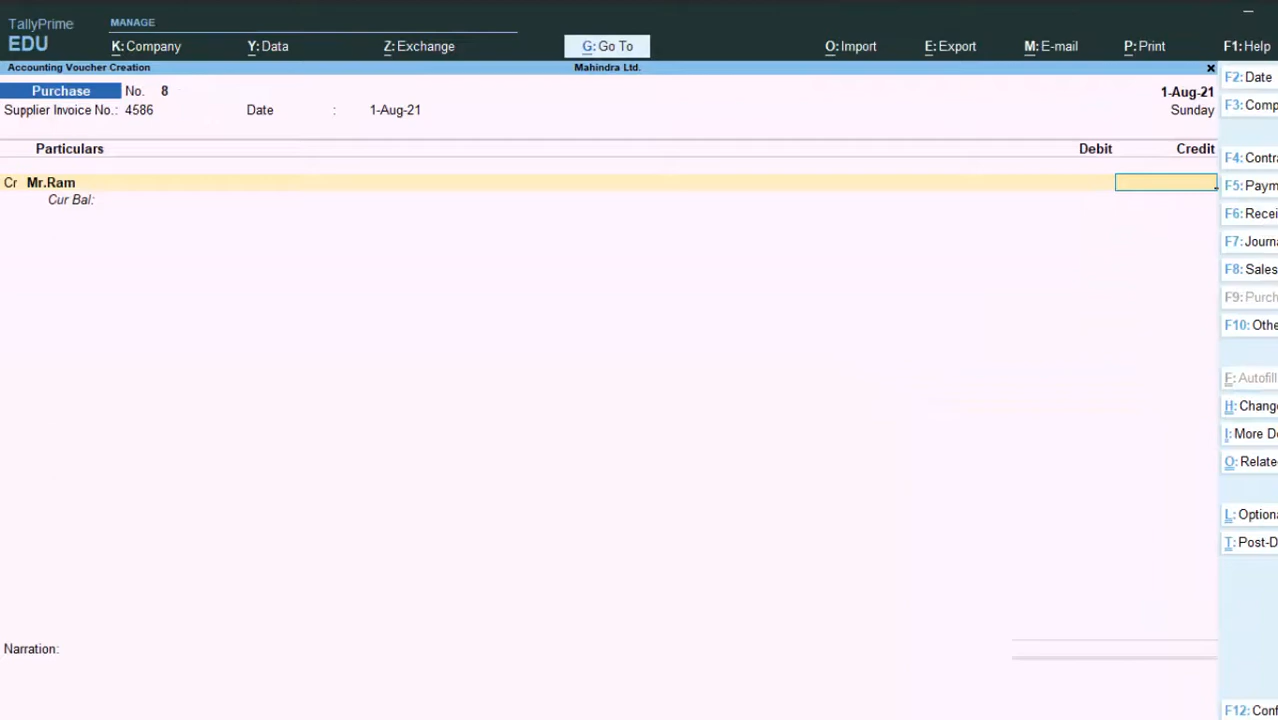 TallyPrime
EDU
MANAGE
K: Company
Y: Data
Z: Exchange
G: Go To
O: Import
E: Export
M: E-mail
P: Print
F1: Help
Accounting Voucher Creation
Mahindra Ltd.
Purchase No. 8
1-Aug-21
Supplier Invoice No.: 4586 Date : 1-Aug-21
Sunday
Particulars Debit Credit
Cr Mr.Ram
Cur Bal:
Narration:
F2: Date
F3: Comp
F4: Contra
F5: Paym
F6: Recei
F7: Journa
F8: Sales
F9: Purch
F10: Othe
F: Autofill
H: Change
I: More De
O: Relate
L: Optiona
T: Post-D
F12: Conf